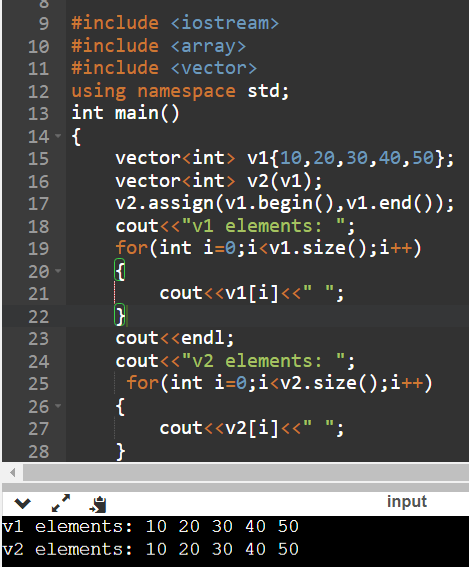 8
9 #include <iostream>
10 #include <array>
11 #include <vector>
12 using namespace std;
13 int main()
14 {
15 vector<int> v1{10,20,30,40,50};
16 vector<int> v2(v1);
17 v2.assign(v1.begin(),v1.end());
18 cout<<"v1 elements: ";
19 for(int i=0;i<v1.size();i++)
20 {
21 cout<<v1[i]<<" ";
22 }
23 cout<<endl;
24 cout<<"v2 elements: ";
25 for(int i=0;i<v2.size();i++)
26 {
27 cout<<v2[i]<<" ";
28 }
input
v1 elements: 10 20 30 40 50
v2 elements: 10 20 30 40 50